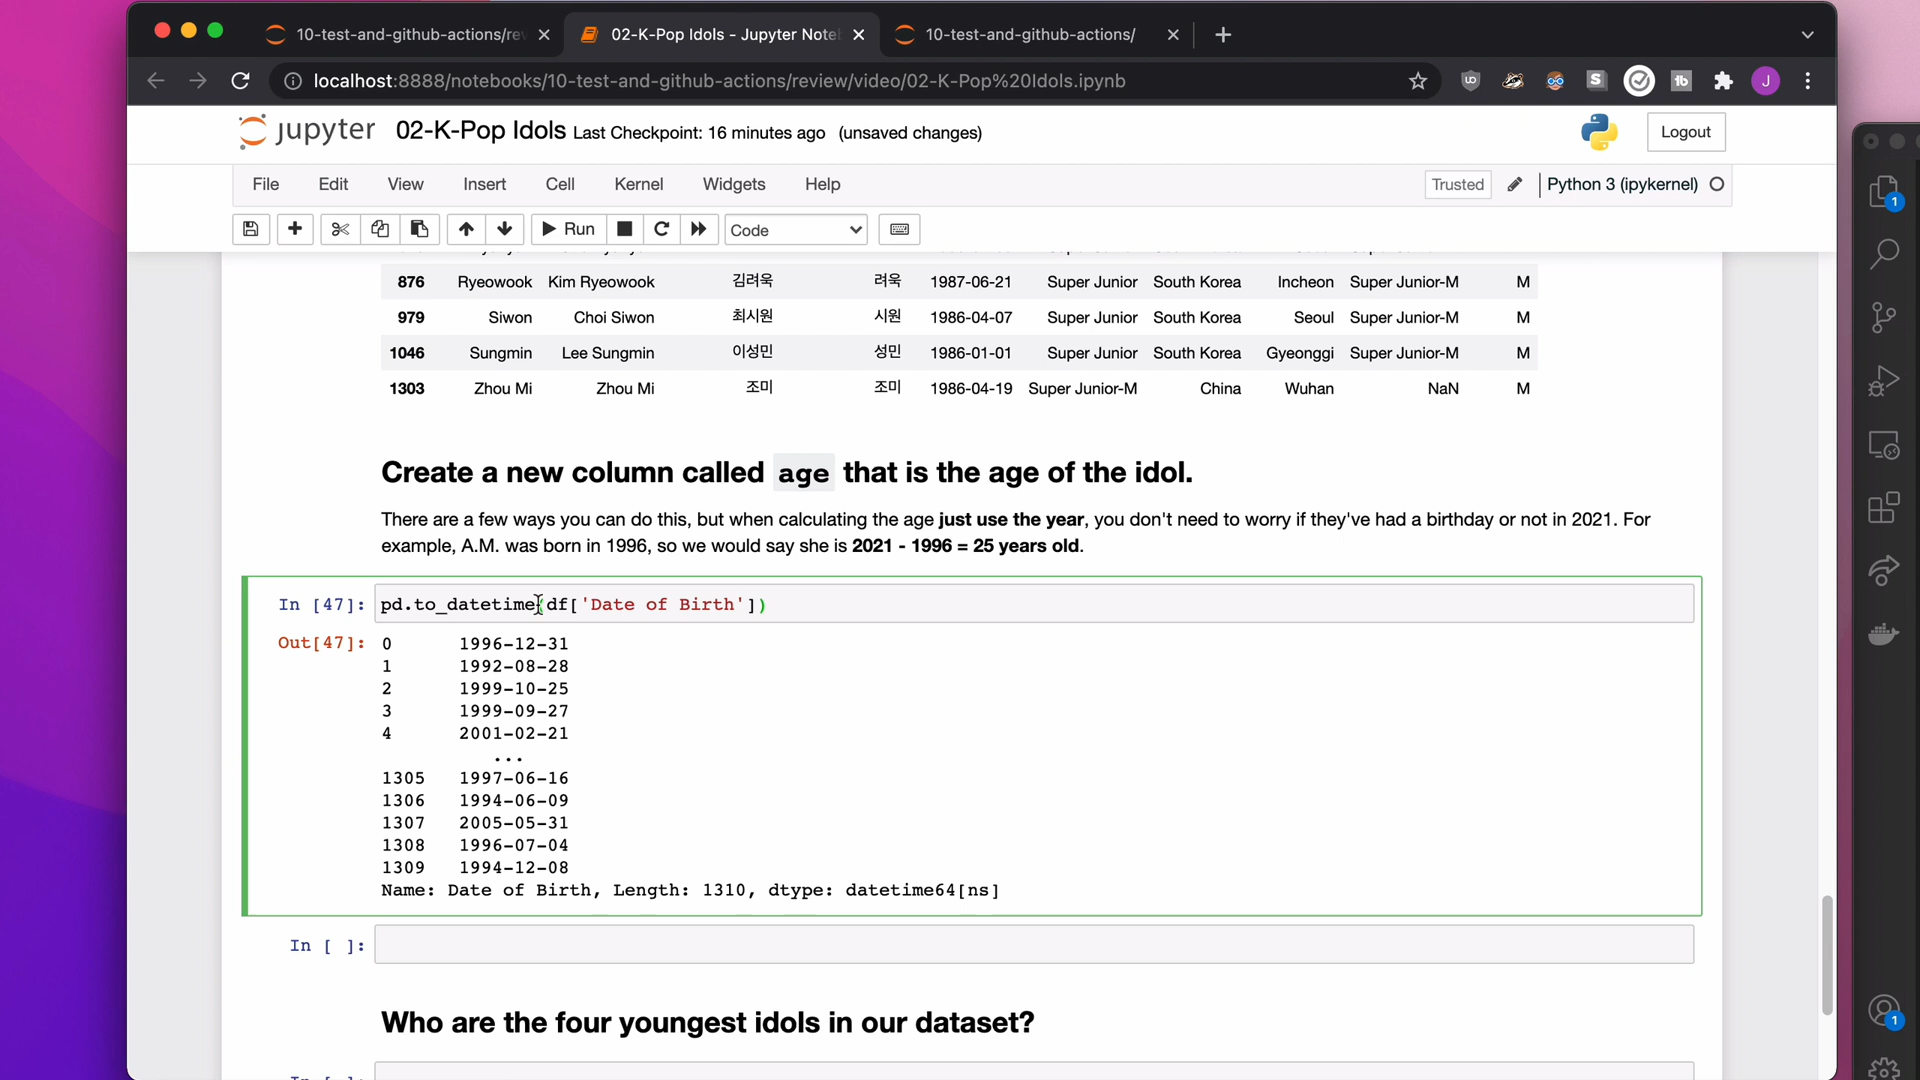 10-test-and-github-actions/rev
02-K-Pop Idols - Jupyter Note
10-test-and-github-actions/
localhost:8888/notebooks/10-test-and-github-actions/review/video/02-K-Pop%20Idols.ipynb
S
J
jupyter 02-K-Pop Idols Last Checkpoint: 16 minutes ago (unsaved changes)
Logout
File Edit View Insert Cell Kernel Widgets Help
Trusted Python 3 (ipykernel)
Run Code
876 Ryeowook Kim Ryeowook 김려욱 려욱 1987-06-21 Super Junior South Korea Incheon Super Junior-M M
979 Siwon Choi Siwon 최시원 시원 1986-04-07 Super Junior South Korea Seoul Super Junior-M M
1046 Sungmin Lee Sungmin 이성민 성민 1986-01-01 Super Junior South Korea Gyeonggi Super Junior-M M
1303 Zhou Mi Zhou Mi 조미 조미 1986-04-19 Super Junior-M China Wuhan NaN M
Create a new column called age that is the age of the idol.
There are a few ways you can do this, but when calculating the age just use the year, you don't need to worry if they've had a birthday or not in 2021. For
example, A.M. was born in 1996, so we would say she is 2021 - 1996 = 25 years old.
In [47]: pd.to_datetime(df['Date of Birth'])
Out[47]: 0 1996-12-31
1 1992-08-28
2 1999-10-25
3 1999-09-27
4 2001-02-21
...
1305 1997-06-16
1306 1994-06-09
1307 2005-05-31
1308 1996-07-04
1309 1994-12-08
Name: Date of Birth, Length: 1310, dtype: datetime64[ns]
In [ ]:
Who are the four youngest idols in our dataset?
1
1